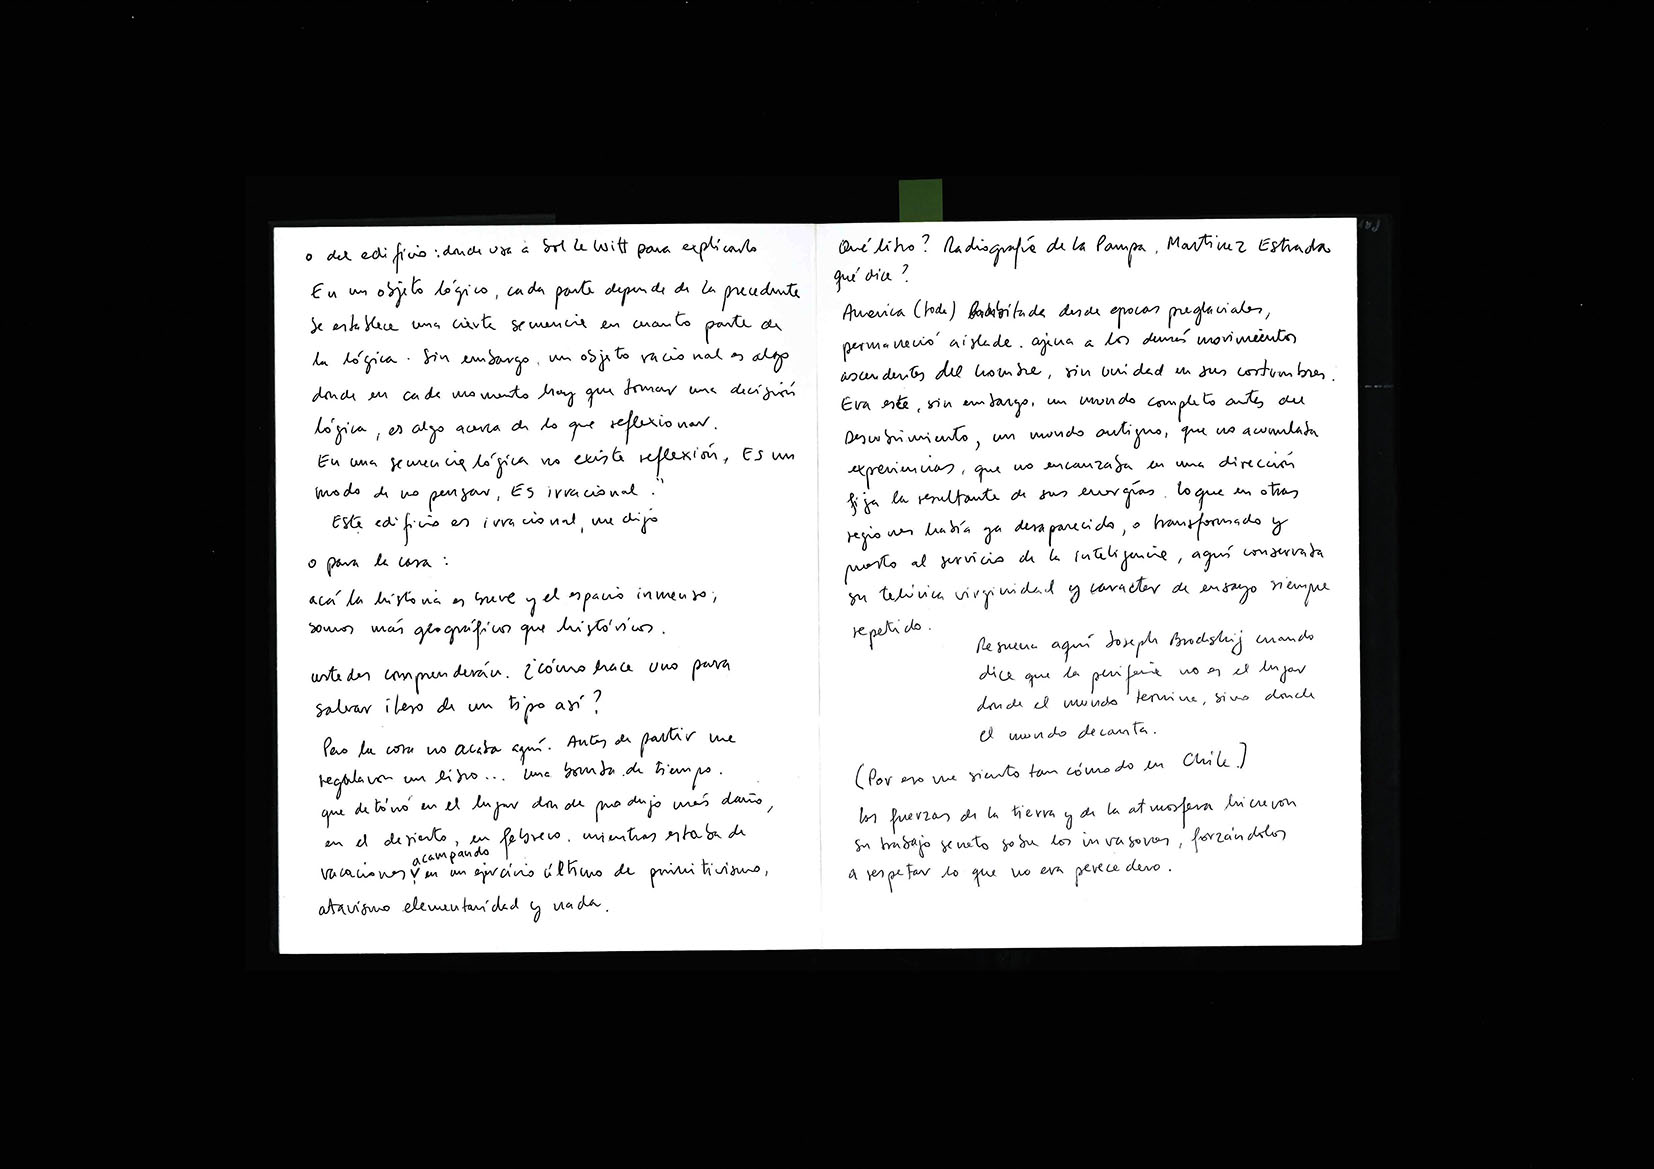 o del edificio: donde usa a Sol Le Witt para explicarlo
En un objeto lógico, cada parte depende de la precedente
Se establece una cierta secuencia en cuanto parte de
la lógica. Sin embargo, un objeto racional es algo
donde en cada momento hay que tomar una decisión
lógica, es algo acerca de lo que reflexionar.
En una secuencia lógica no existe reflexión, Es un
modo de no pensar, Es irracional."
Este edificio es irracional, me dijo
o para la casa:
acá la historia es breve y el espacio inmenso;
somos más geográficos que históricos.
ustedes comprenderán. ¿cómo hace uno para
salvar ileso de un tipo así?
Pero la cosa no acaba aquí. Antes de partir me
regalaron un libro... una bomba de tiempo.
que detonó en el lugar donde produjo más daño,
en el desierto, en febrero. mientras estaba de
vacaciones acampando en un ejercicio último de primitivismo,
atavismo elementaridad y nada.
Qué libro? Radiografía de la Pampa, Martinez Estrada
qué dice?
America (toda) habitada desde epocas preglaciales,
permaneció aislada. ajena a los demás movimientos
ascendentes del hombre, sin unidad en sus costumbres.
Era este, sin embargo, un mundo completo antes del
Descubrimiento, un mundo antiguo, que no acumulaba
experiencias, que no encauzaba en una dirección
fija la resultante de sus energías. lo que en otras
regiones había ya desaparecido, o transformado y
puesto al servicio de la inteligencia, aquí conservaba
su telúrica virginidad y caracter de ensayo siempre
repetido.
Resuena aquí Joseph Brodskij cuando
dice que la periferia no es el lugar
donde el mundo termina, sino donde
el mundo decanta.
(Por eso me siento tan cómodo en Chile.)
las fuerzas de la tierra y de la atmosfera hicieron
su trabajo secreto sobre los invasores, forzándolos
a respetar lo que no era perecedero.